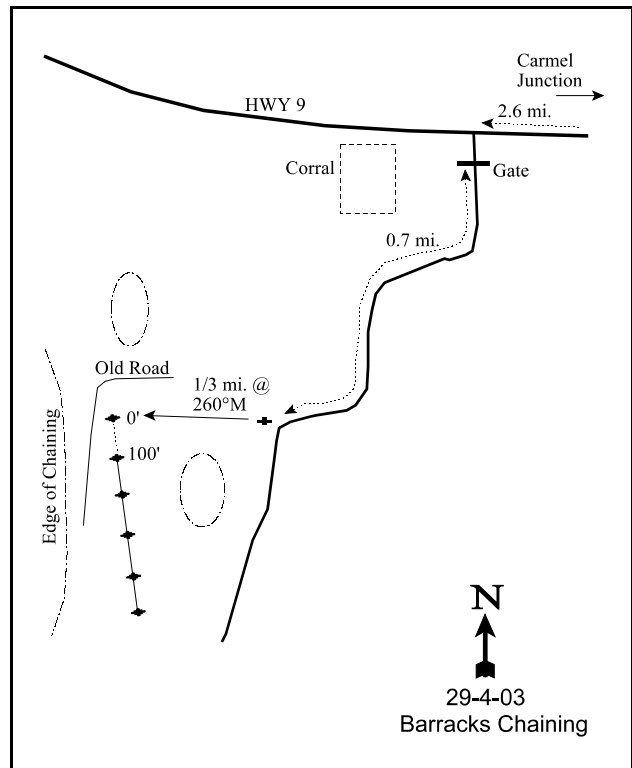 Carmel
Junction
HWY 9
2.6 mi.
Corral
Gate
0.7 mi.
Old Road
1/3 mi. @
260°M
0'
100'
Edge of Chaining
N
29-4-03
Barracks Chaining